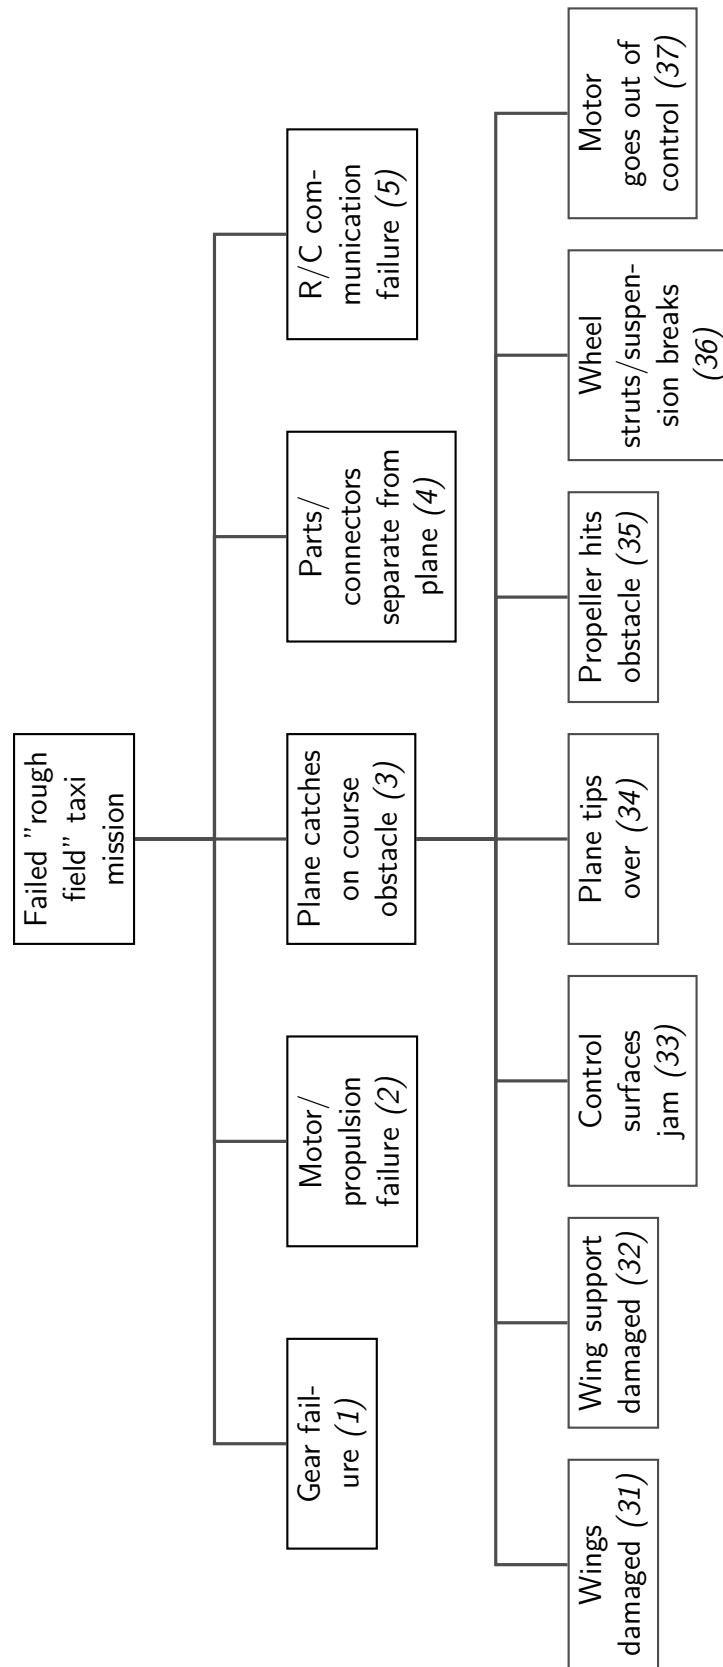 Failed "rough
field" taxi
mission
Gear fail-
ure (1)
Motor/
propulsion
failure (2)
Plane catches
on course
obstacle (3)
Parts/
connectors
separate from
plane (4)
R/C com-
munication
failure (5)
Wings
damaged (31)
Wing support
damaged (32)
Control
surfaces
jam (33)
Plane tips
over (34)
Propeller hits
obstacle (35)
Wheel
struts/suspen-
sion breaks
(36)
Motor
goes out of
control (37)